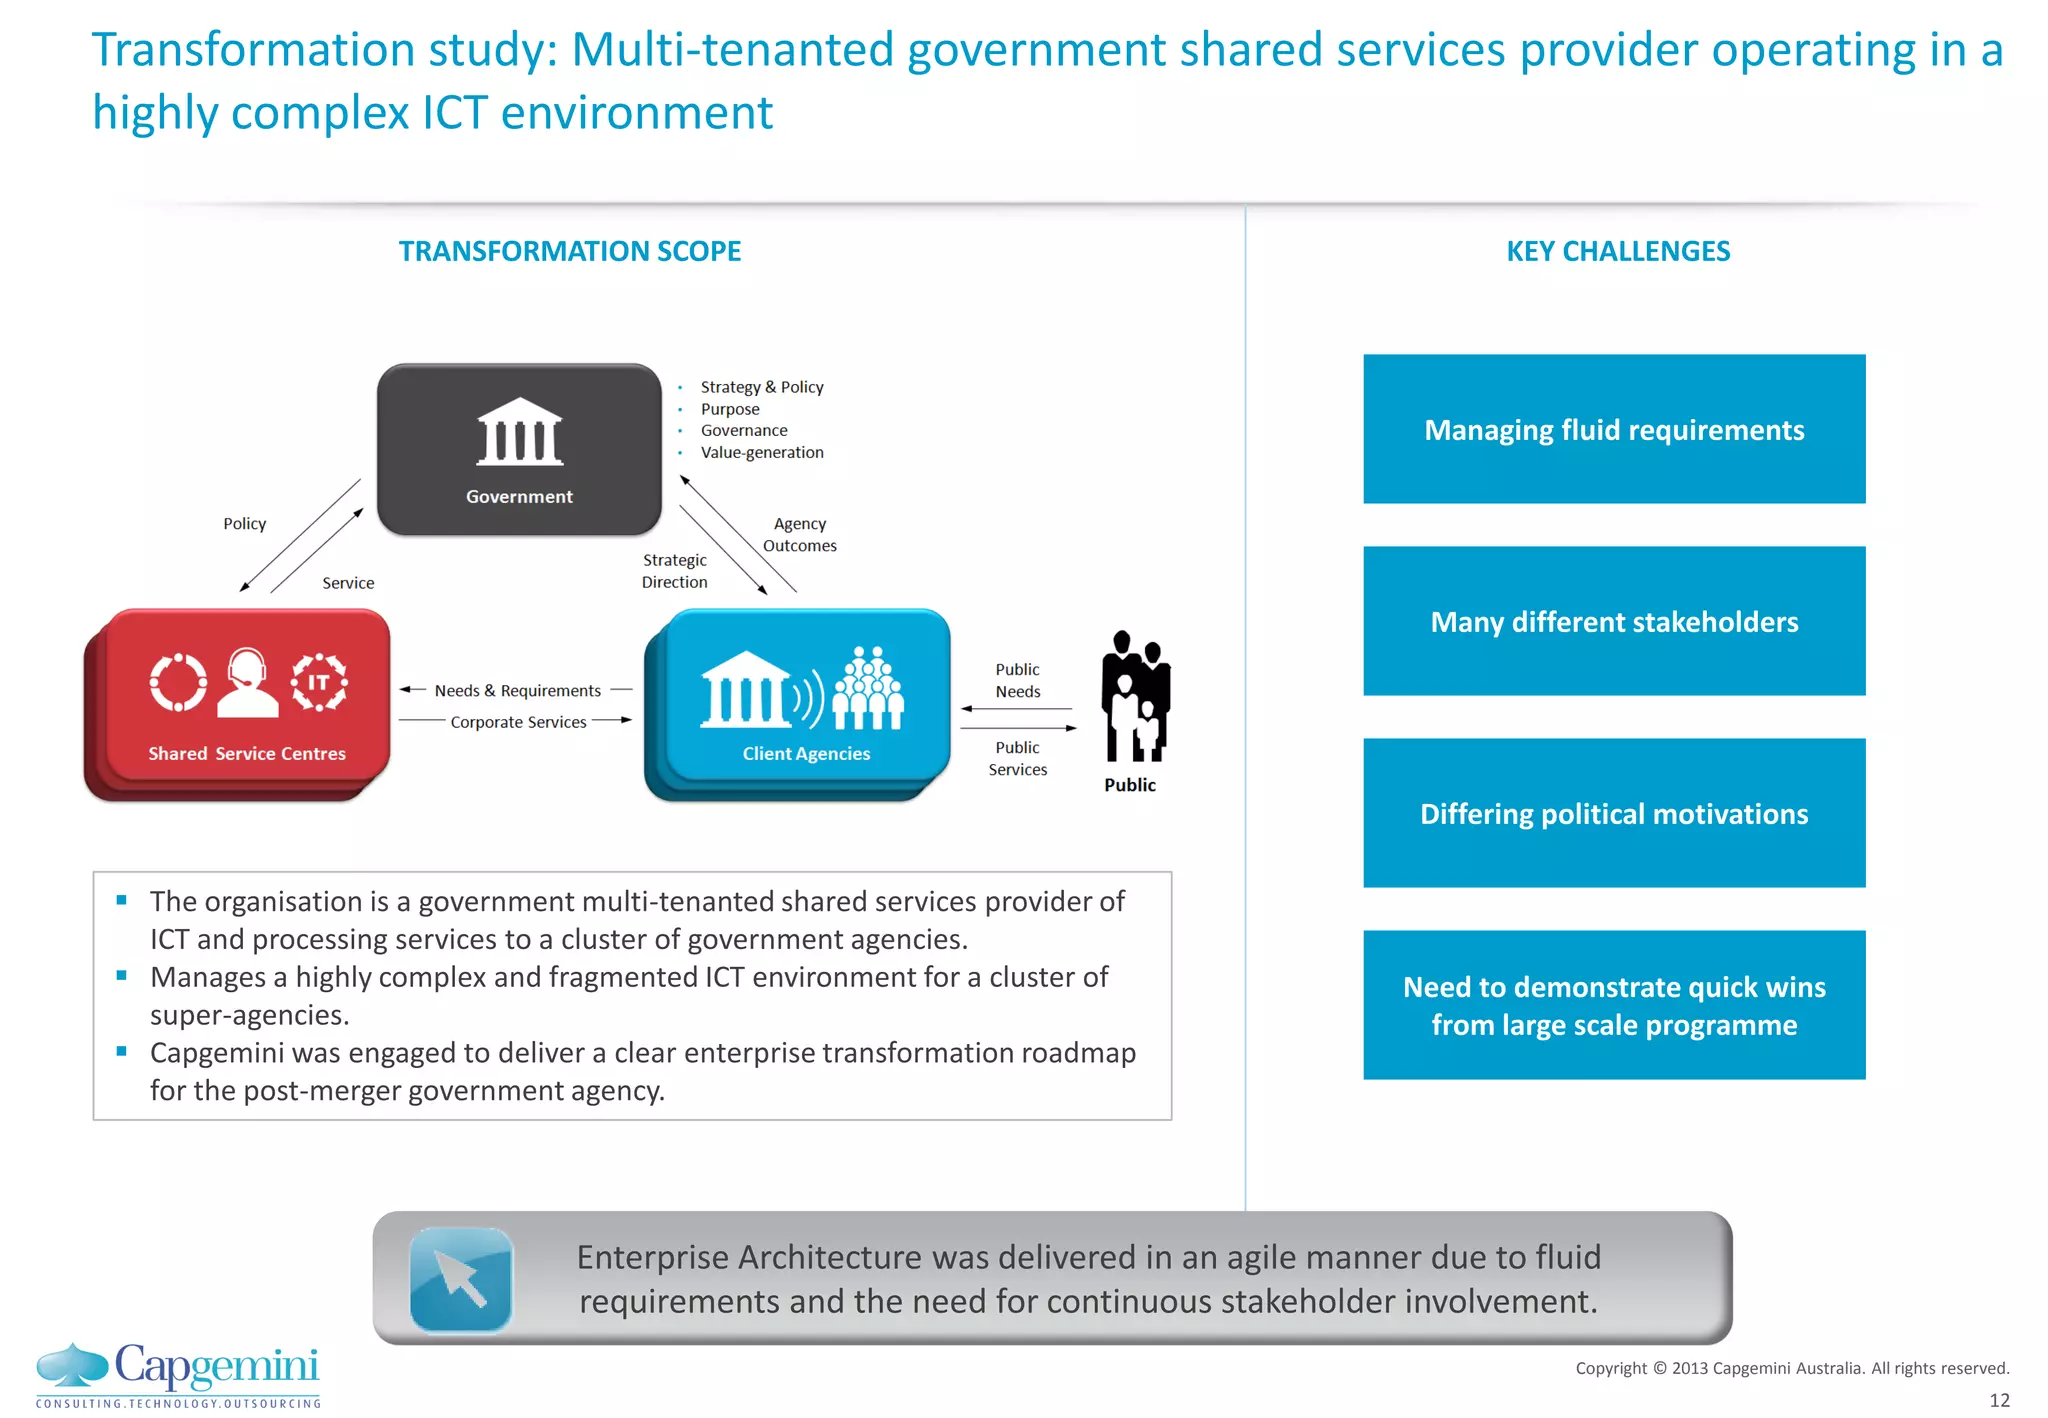 Transformation study: Multi-tenanted government shared services provider operating in a
highly complex ICT environment
TRANSFORMATION SCOPE
Government
• Strategy & Policy
• Purpose
• Governance
• Value-generation
Policy
Service
Agency
Outcomes
Strategic
Direction
IT
Shared Service Centres
Needs & Requirements
Corporate Services
Client Agencies
Public
Needs
Public
Services
Public
▪ The organisation is a government multi-tenanted shared services provider of
ICT and processing services to a cluster of government agencies.
▪ Manages a highly complex and fragmented ICT environment for a cluster of
super-agencies.
▪ Capgemini was engaged to deliver a clear enterprise transformation roadmap
for the post-merger government agency.
KEY CHALLENGES
Managing fluid requirements
Many different stakeholders
Differing political motivations
Need to demonstrate quick wins
from large scale programme
Enterprise Architecture was delivered in an agile manner due to fluid
requirements and the need for continuous stakeholder involvement.
Capgemini
CONSULTING.TECHNOLOGY.OUTSOURCING
Copyright © 2013 Capgemini Australia. All rights reserved.
12